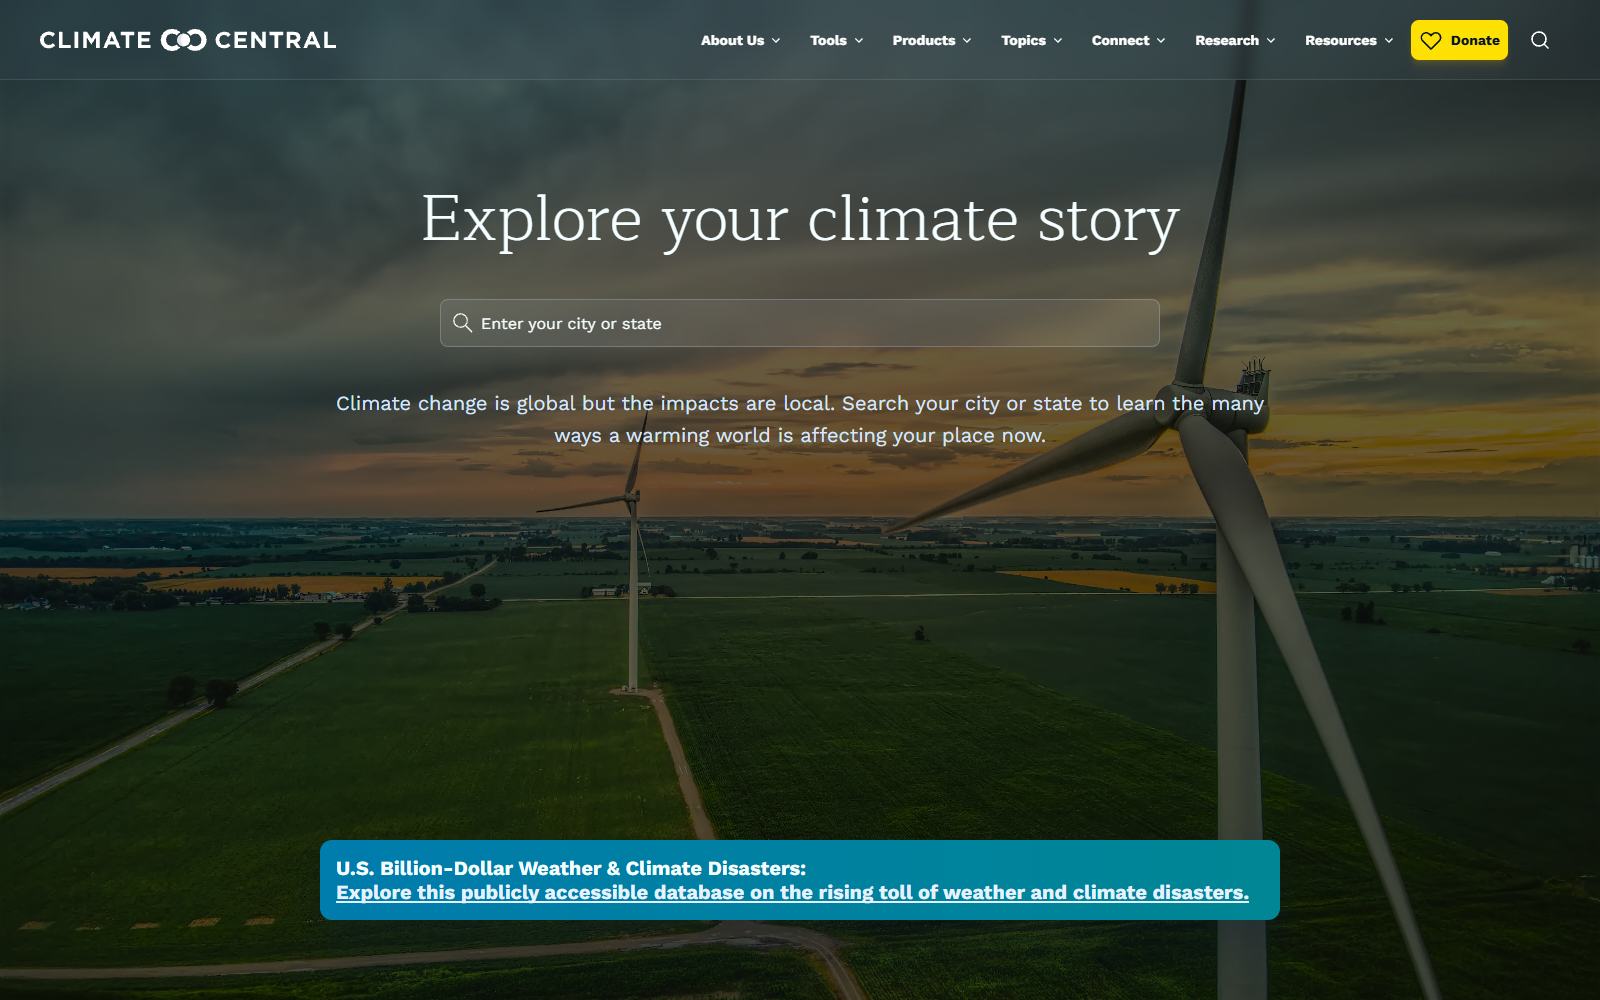 CLIMATE CENTRAL
About Us
Tools
Products
Topics
Connect
Research
Resources
Donate
Explore your climate story
Enter your city or state
Climate change is global but the impacts are local. Search your city or state to learn the many
ways a warming world is affecting your place now.
U.S. Billion-Dollar Weather & Climate Disasters:
Explore this publicly accessible database on the rising toll of weather and climate disasters.